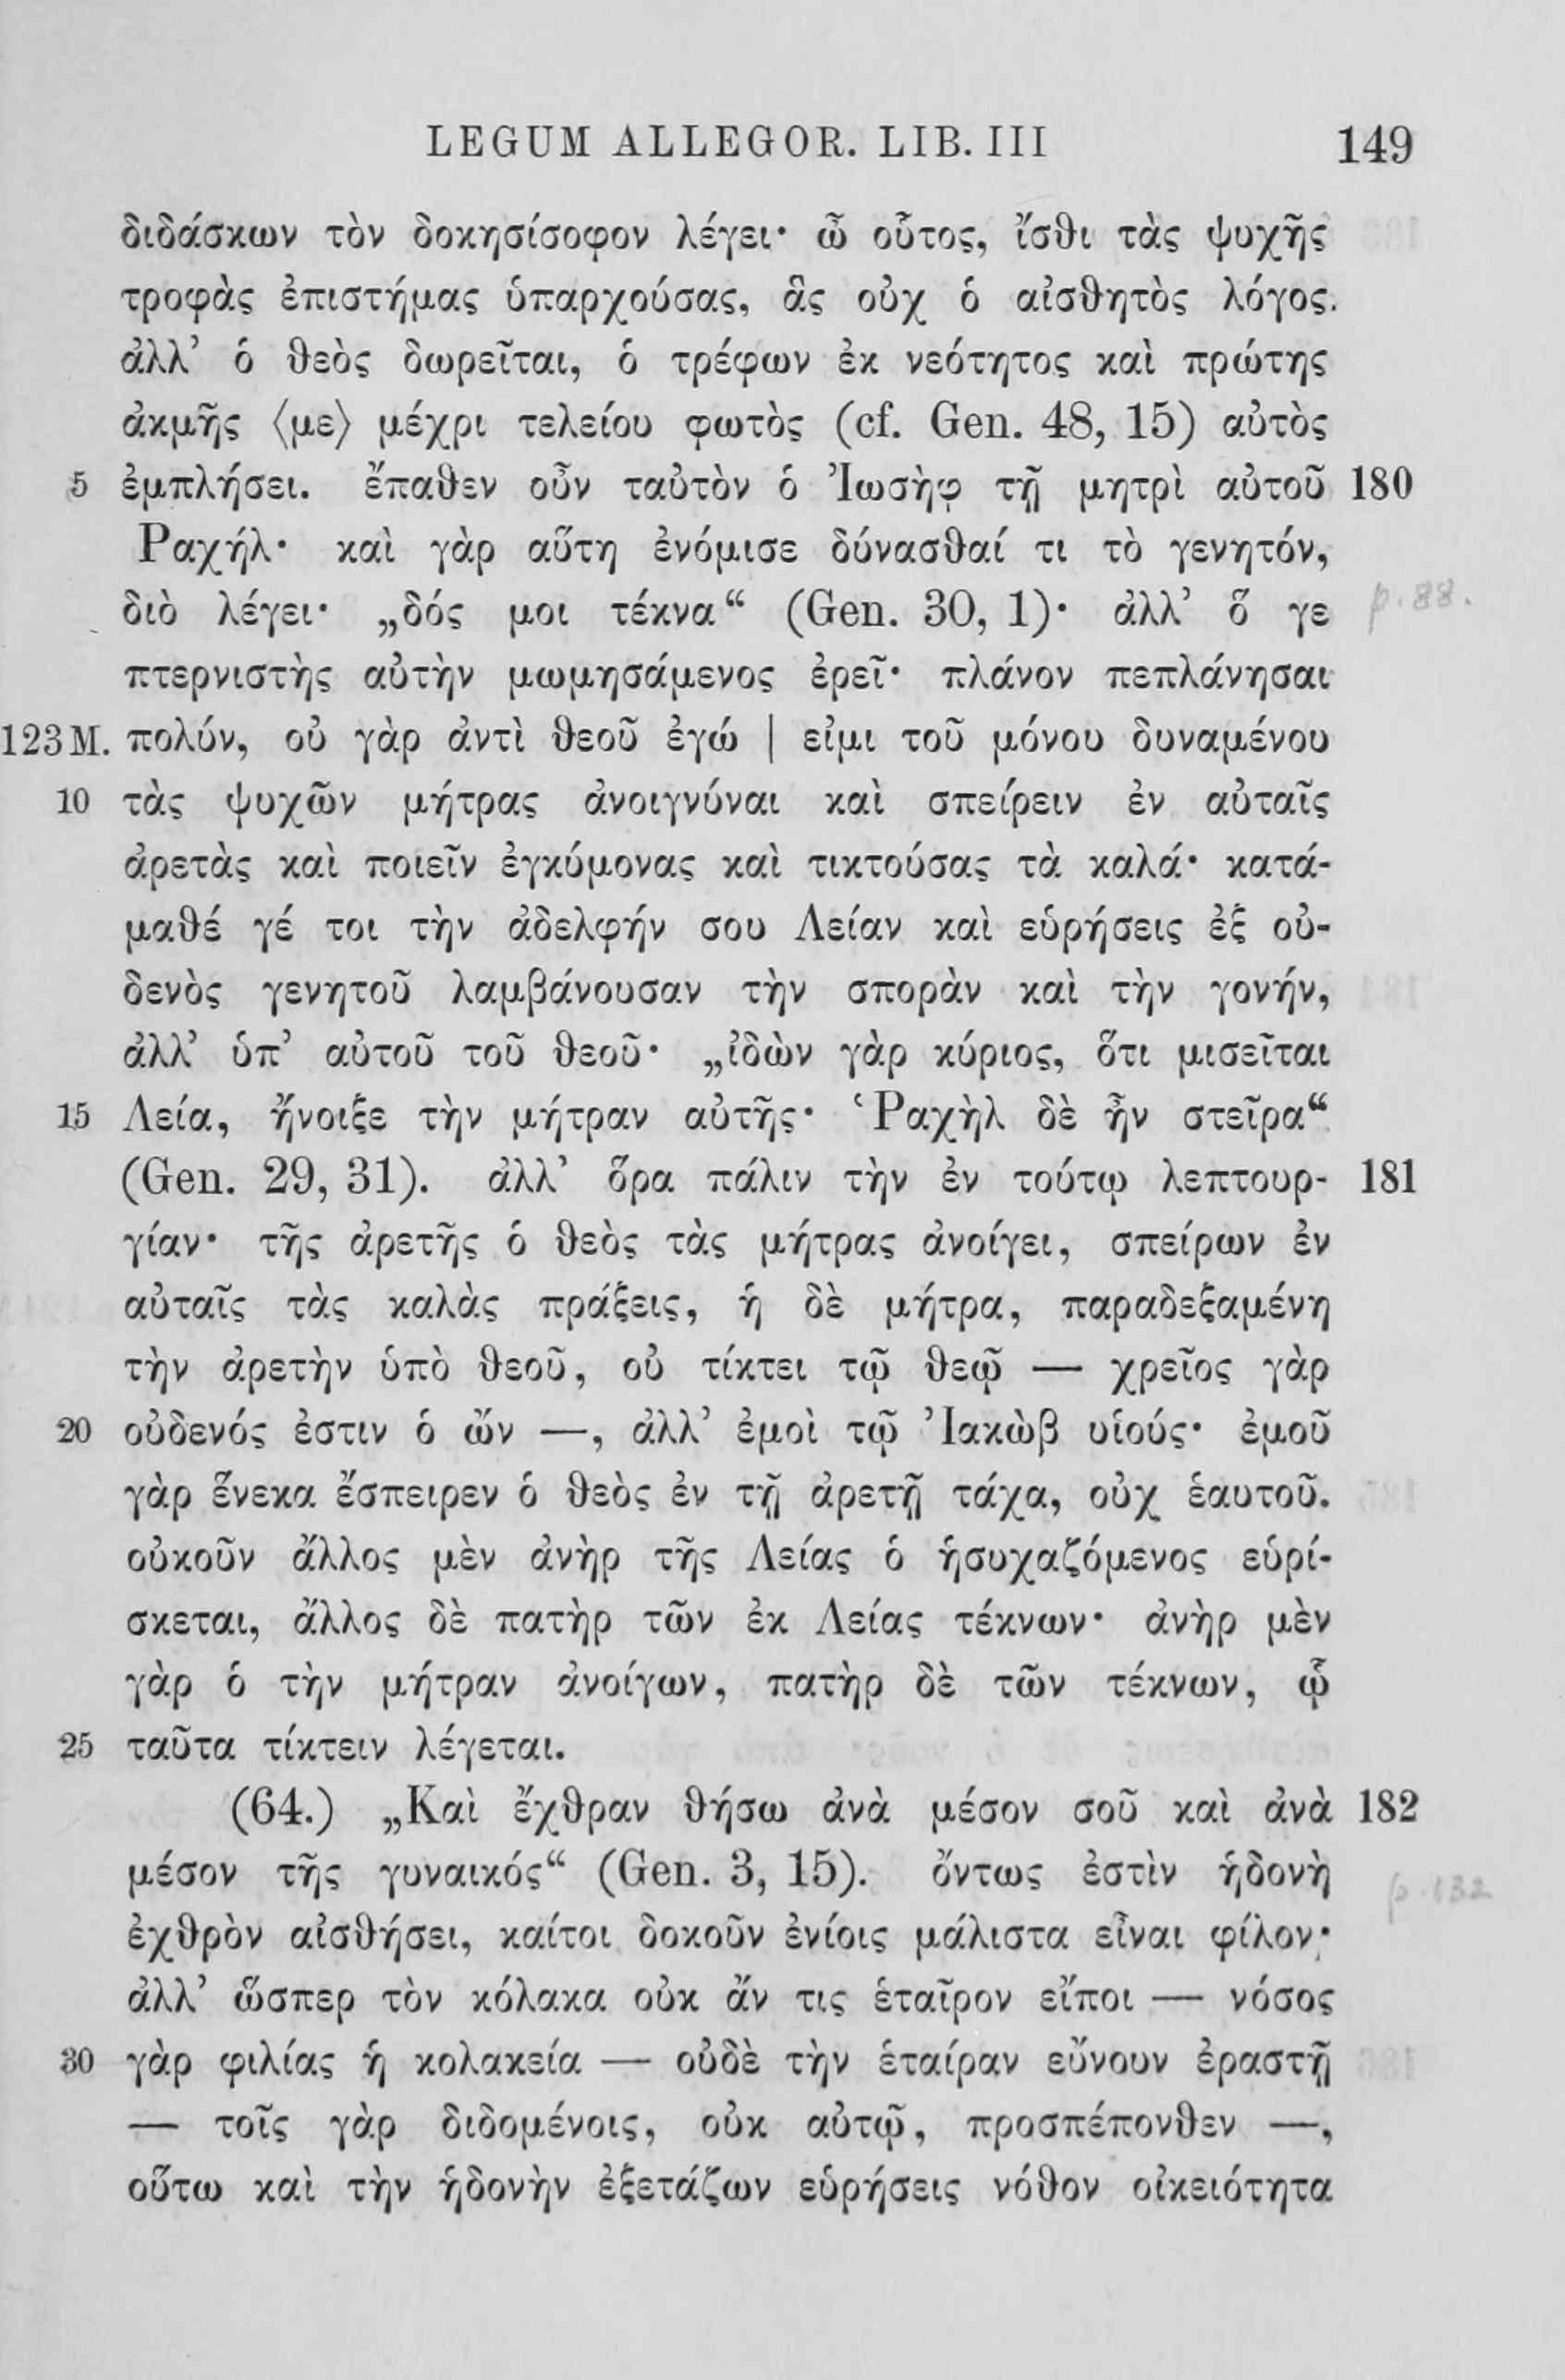 LEGUM ALLEGOR. LIB. III 149
διδάσκων τὸν δοκησίσοφον λέγει· ὦ οὗτος, ἴσθι τὰς ψυχῆς
τροφὰς ἐπιστήμας ὑπαρχούσας, ἃς οὐχ ὁ αἰσθητὸς λόγος.
ἀλλ’ ὁ θεὸς δωρεῖται, ὁ τρέφων ἐκ νεότητος καὶ πρώτης
ἀκμῆς ⟨με⟩ μέχρι τελείου φωτὸς (cf. Gen. 48, 15) αὐτὸς
5 ἐμπλήσει. ἔπαθεν οὖν ταὐτὸν ὁ Ἰωσὴφ τῇ μητρὶ αὐτοῦ 180
Ραχήλ· καὶ γὰρ αὕτη ἐνόμισε δύνασθαί τι τὸ γενητόν,
διὸ λέγει· „δός μοι τέκνα“ (Gen. 30, 1)· ἀλλ’ ὅ γε p. 88.
πτερνιστὴς αὐτὴν μωμησάμενος ἐρεῖ· πλάνον πεπλάνησαι
123 M. πολύν, οὐ γὰρ ἀντὶ θεοῦ ἐγώ | εἰμι τοῦ μόνου δυναμένου
10 τὰς ψυχῶν μήτρας ἀνοιγνύναι καὶ σπείρειν ἐν αὐταῖς
ἀρετὰς καὶ ποιεῖν ἐγκύμονας καὶ τικτούσας τὰ καλά· κατά-
μαθέ γέ τοι τὴν ἀδελφήν σου Λείαν καὶ εὑρήσεις ἐξ οὐ-
δενὸς γενητοῦ λαμβάνουσαν τὴν σπορὰν καὶ τὴν γονήν,
ἀλλ’ ὑπ’ αὐτοῦ τοῦ θεοῦ· „ἰδὼν γὰρ κύριος, ὅτι μισεῖται
15 Λεία, ἤνοιξε τὴν μήτραν αὐτῆς· Ῥαχὴλ δὲ ἦν στεῖρα“
(Gen. 29, 31). ἀλλ’ ὅρα πάλιν τὴν ἐν τούτῳ λεπτουρ- 181
γίαν· τῆς ἀρετῆς ὁ θεὸς τὰς μήτρας ἀνοίγει, σπείρων ἐν
αὐταῖς τὰς καλὰς πράξεις, ἡ δὲ μήτρα, παραδεξαμένη
τὴν ἀρετὴν ὑπὸ θεοῦ, οὐ τίκτει τῷ θεῷ — χρεῖος γὰρ
20 οὐδενός ἐστιν ὁ ὤν —, ἀλλ’ ἐμοὶ τῷ Ἰακὼβ υἱούς· ἐμοῦ
γὰρ ἕνεκα ἔσπειρεν ὁ θεὸς ἐν τῇ ἀρετῇ τάχα, οὐχ ἑαυτοῦ.
οὐκοῦν ἄλλος μὲν ἀνὴρ τῆς Λείας ὁ ἡσυχαζόμενος εὑρί-
σκεται, ἄλλος δὲ πατὴρ τῶν ἐκ Λείας τέκνων· ἀνὴρ μὲν
γὰρ ὁ τὴν μήτραν ἀνοίγων, πατὴρ δὲ τῶν τέκνων, ᾧ
25 ταῦτα τίκτειν λέγεται.
(64.) „Καὶ ἔχθραν θήσω ἀνὰ μέσον σοῦ καὶ ἀνὰ 182
μέσον τῆς γυναικός“ (Gen. 3, 15). ὄντως ἐστὶν ἡδονὴ p. 132
ἐχθρὸν αἰσθήσει, καίτοι δοκοῦν ἐνίοις μάλιστα εἶναι φίλον·
ἀλλ’ ὥσπερ τὸν κόλακα οὐκ ἄν τις ἑταῖρον εἴποι — νόσος
30 γὰρ φιλίας ἡ κολακεία — οὐδὲ τὴν ἑταίραν εὔνουν ἐραστῇ
— τοῖς γὰρ διδομένοις, οὐκ αὐτῷ, προσπέπονθεν —,
οὕτω καὶ τὴν ἡδονὴν ἐξετάζων εὑρήσεις νόθον οἰκειότητα